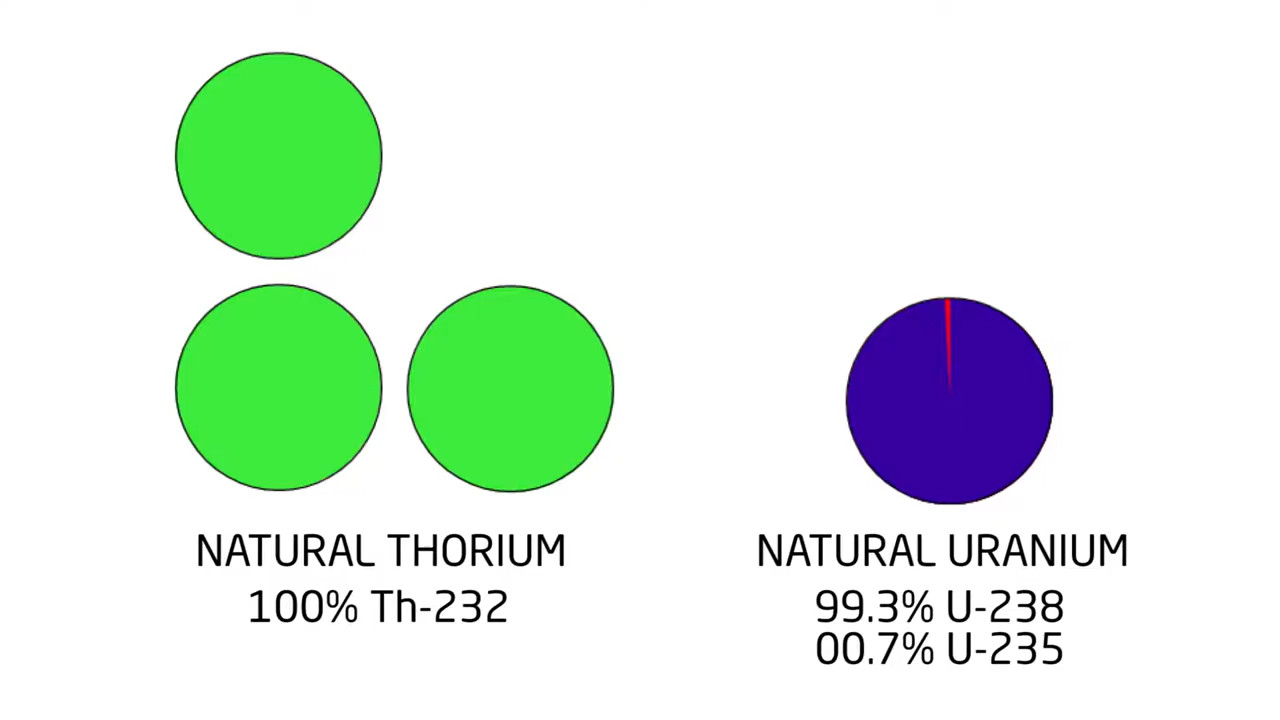 NATURAL THORIUM
100% Th-232
NATURAL URANIUM
99.3% U-238
00.7% U-235